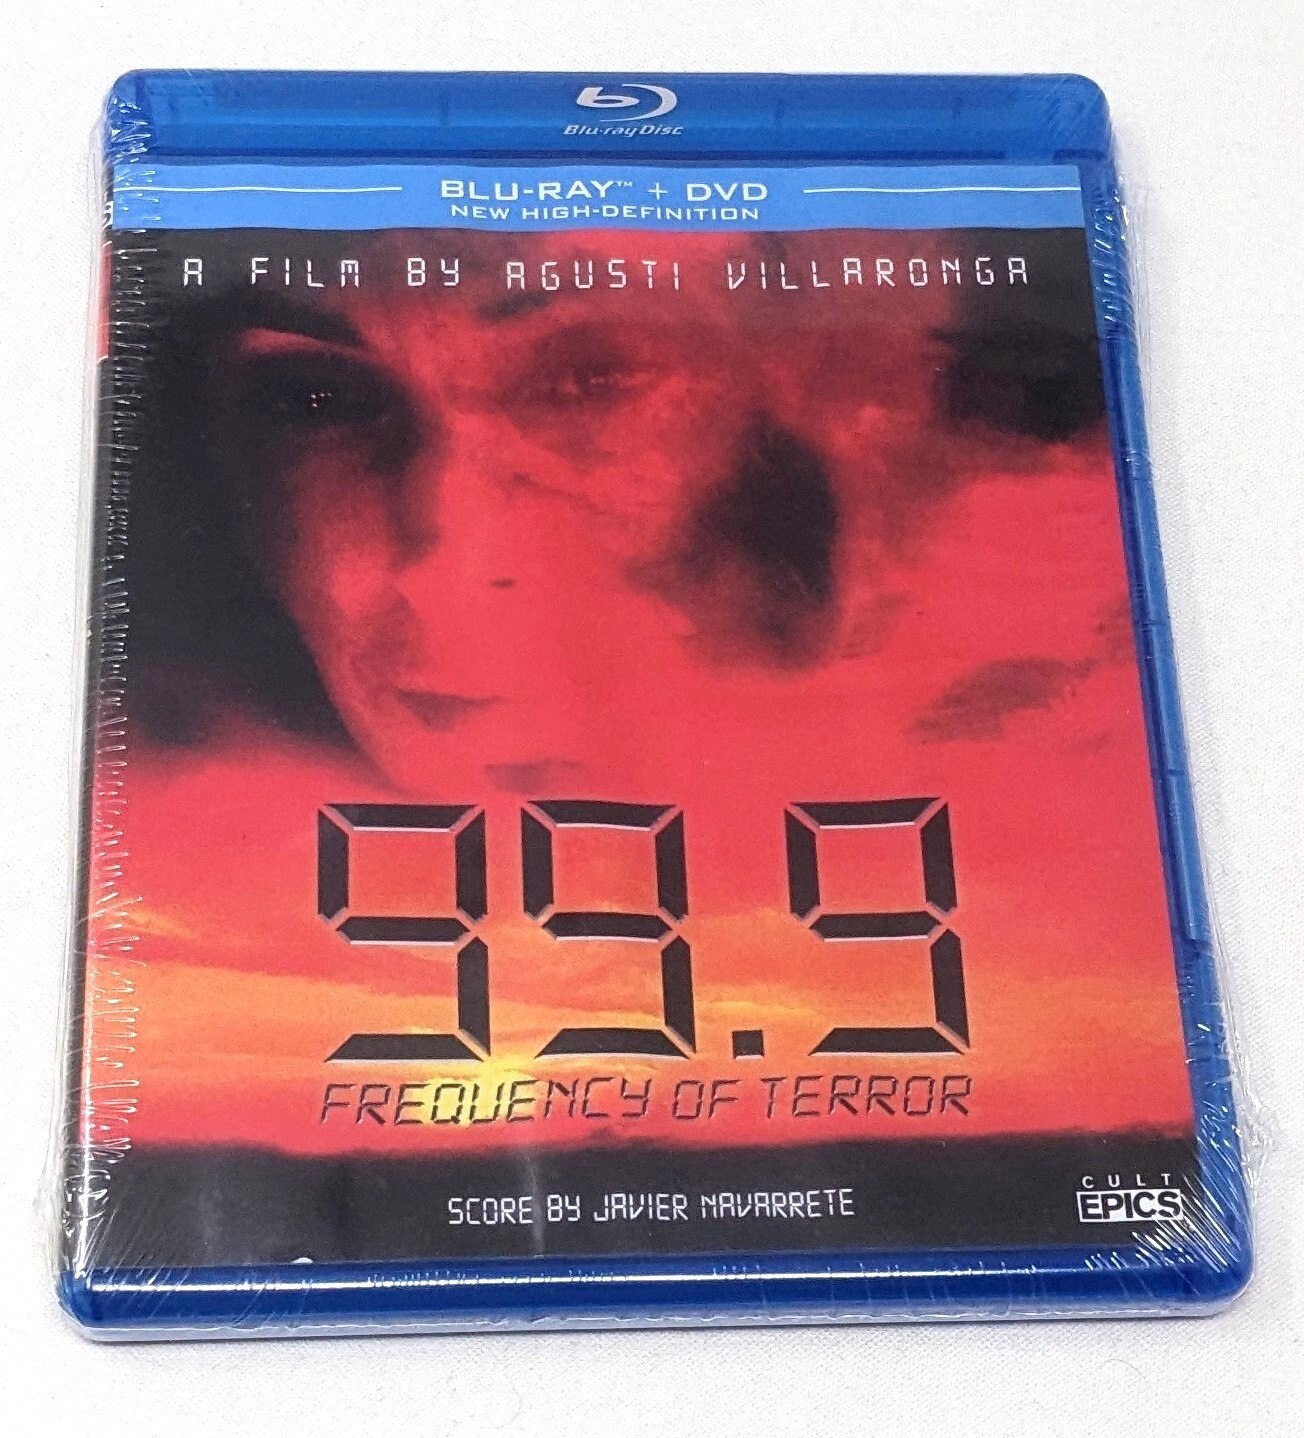 Blu-ray Disc
BLU-RAY™ + DVD
NEW HIGH-DEFINITION
A FILM BY AGUSTI VILLARONGA
99.9
FREQUENCY OF TERROR
SCORE BY JAVIER NAVARRETE
CULT
EPICS